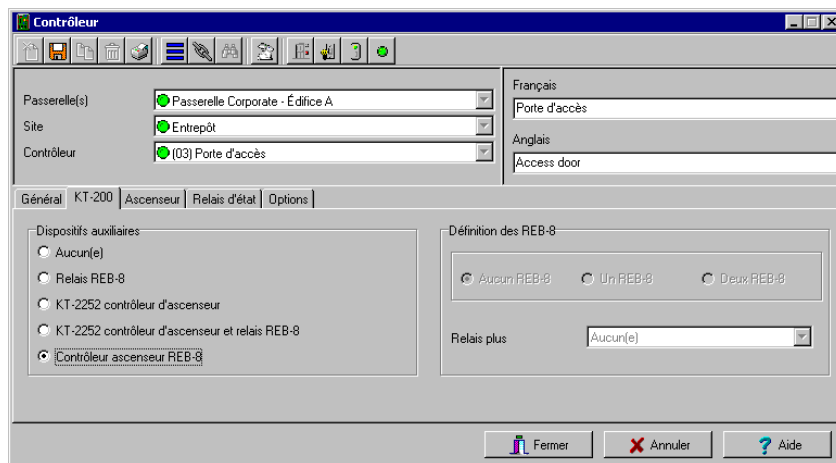 Contrôleur
Passerelle(s)
Passerelle Corporate - Édifice A
Site
Entrepôt
Contrôleur
(03) Porte d'accès
Français
Porte d'accès
Anglais
Access door
Général
KT-200
Ascenseur
Relais d'état
Options
Dispositifs auxiliaires
Aucun(e)
Relais REB-8
KT-2252 contrôleur d'ascenseur
KT-2252 contrôleur d'ascenseur et relais REB-8
Contrôleur ascenseur REB-8
Définition des REB-8
Aucun REB-8
Un REB-8
Deux REB-8
Relais plus
Aucun(e)
Fermer
Annuler
Aide